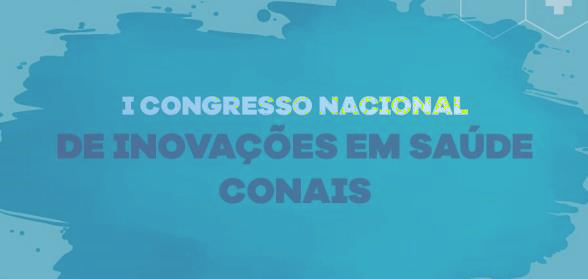 I CONGRESSO NACIONAL
DE INOVAÇÕES EM SAÚDE
CONAIS